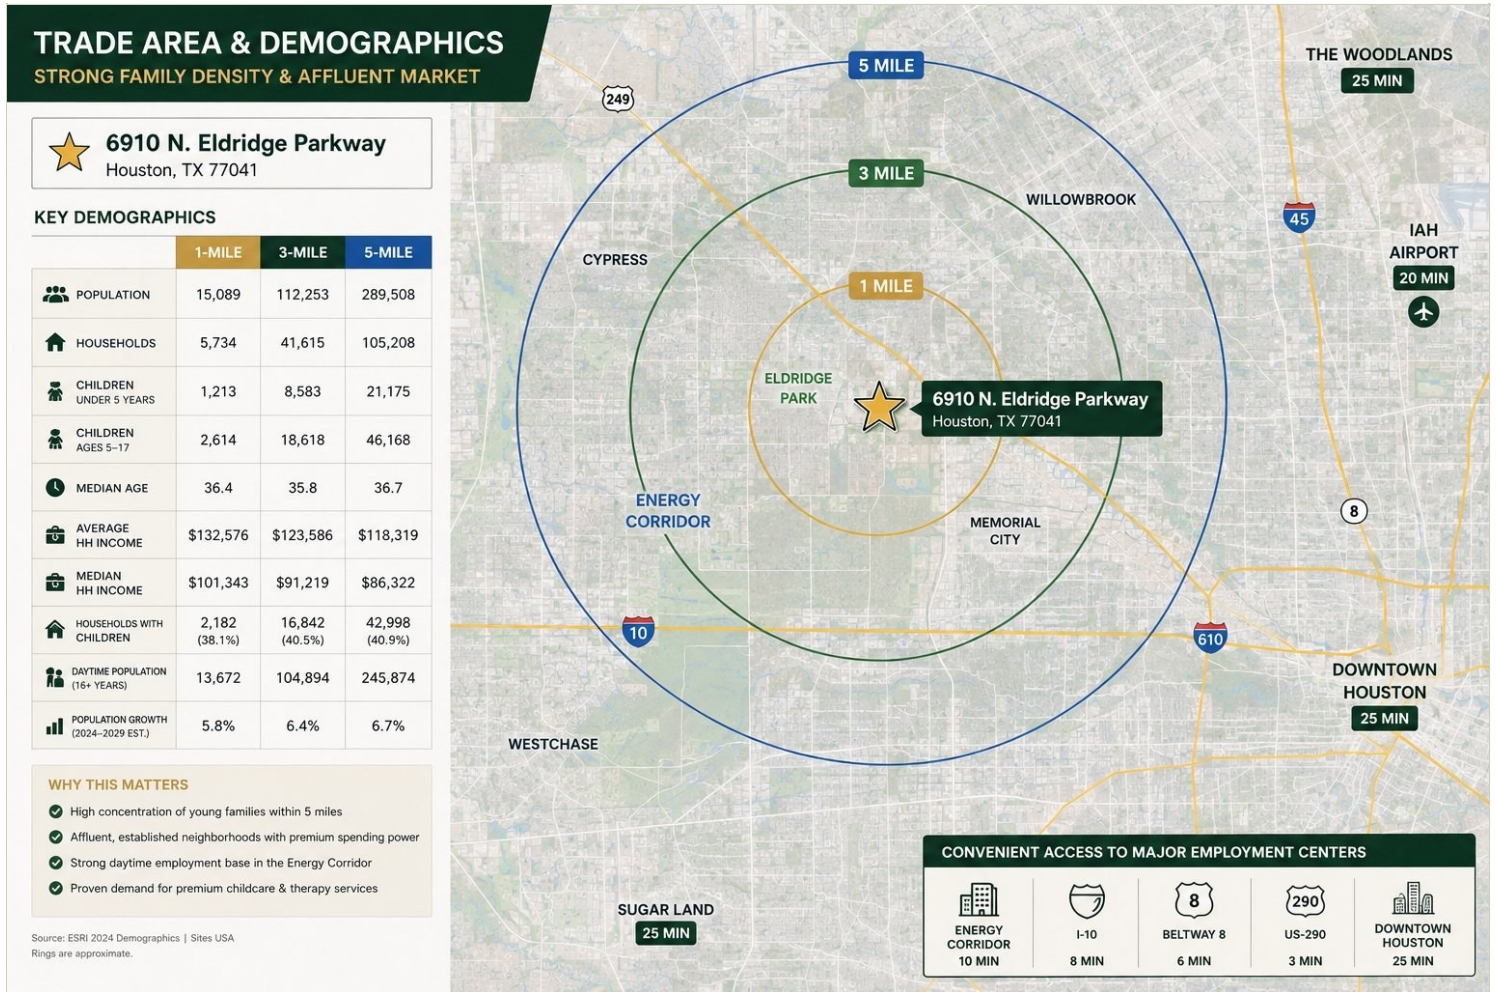 TRADE AREA & DEMOGRAPHICS
STRONG FAMILY DENSITY & AFFLUENT MARKET
6910 N. Eldridge Parkway
Houston, TX 77041
KEY DEMOGRAPHICS
1-MILE 3-MILE 5-MILE
POPULATION 15,089 112,253 289,508
HOUSEHOLDS 5,734 41,615 105,208
CHILDREN
UNDER 5 YEARS 1,213 8,583 21,175
CHILDREN
AGES 5–17 2,614 18,618 46,168
MEDIAN AGE 36.4 35.8 36.7
AVERAGE
HH INCOME $132,576 $123,586 $118,319
MEDIAN
HH INCOME $101,343 $91,219 $86,322
HOUSEHOLDS WITH 2,182 16,842 42,998
CHILDREN (38.1%) (40.5%) (40.9%)
DAYTIME POPULATION
(16+ YEARS) 13,672 104,894 245,874
POPULATION GROWTH
(2024–2029 EST.) 5.8% 6.4% 6.7%
WHY THIS MATTERS
High concentration of young families within 5 miles
Affluent, established neighborhoods with premium spending power
Strong daytime employment base in the Energy Corridor
Proven demand for premium childcare & therapy services
Source: ESRI 2024 Demographics | Sites USA
Rings are approximate.
5 MILE
249
3 MILE
WILLOWBROOK
CYPRESS
1 MILE
ELDRIDGE
PARK
6910 N. Eldridge Parkway
Houston, TX 77041
ENERGY
CORRIDOR
MEMORIAL
CITY
10
610
WESTCHASE
SUGAR LAND
25 MIN
THE WOODLANDS
25 MIN
45
IAH
AIRPORT
20 MIN
8
DOWNTOWN
HOUSTON
25 MIN
CONVENIENT ACCESS TO MAJOR EMPLOYMENT CENTERS
ENERGY
CORRIDOR
10 MIN
I-10
8 MIN
8
BELTWAY 8
6 MIN
290
US-290
3 MIN
DOWNTOWN
HOUSTON
25 MIN